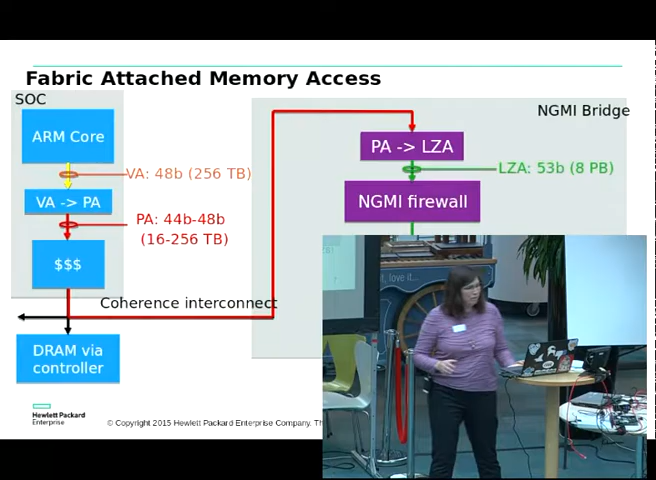 Fabric Attached Memory Access
SOC
NGMI Bridge
ARM Core
PA -> LZA
VA: 48b (256 TB)
LZA: 53b (8 PB)
VA -> PA
NGMI firewall
PA: 44b-48b
(16-256 TB)
$$$
love it...
Coherence interconnect
DRAM via
controller
Hewlett Packard
Enterprise
© Copyright 2015 Hewlett Packard Enterprise Company.